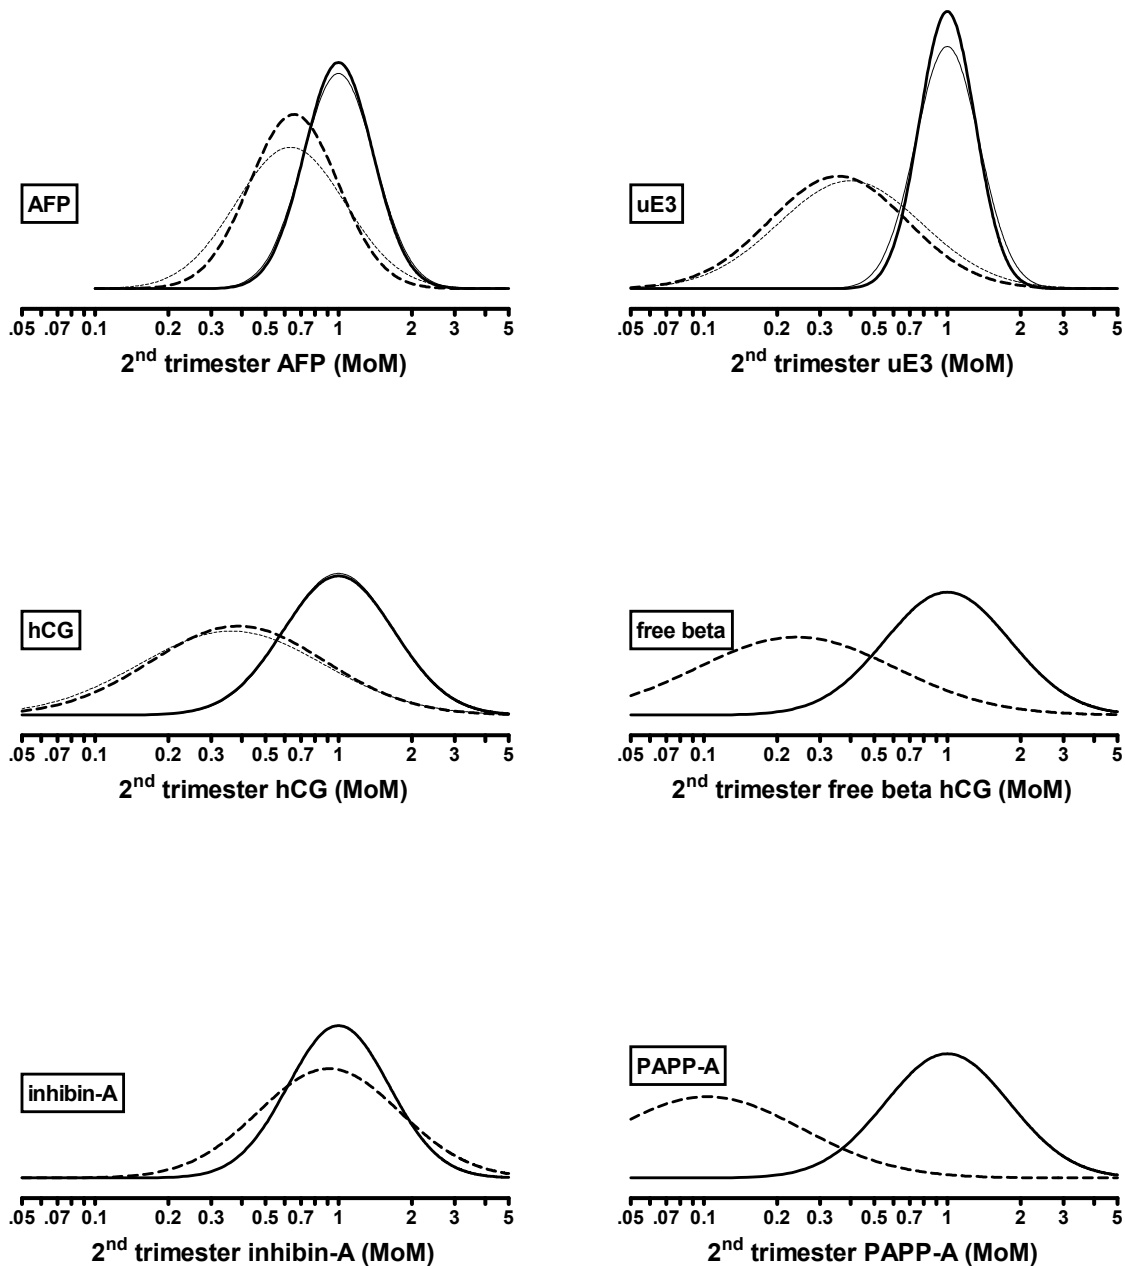 AFP
.05 .07 0.1 0.2 0.3 0.5 0.7 1 2 3 5
2nd trimester AFP (MoM)
uE3
.05 .07 0.1 0.2 0.3 0.5 0.7 1 2 3 5
2nd trimester uE3 (MoM)
hCG
.05 .07 0.1 0.2 0.3 0.5 0.7 1 2 3 5
2nd trimester hCG (MoM)
free beta
.05 .07 0.1 0.2 0.3 0.5 0.7 1 2 3 5
2nd trimester free beta hCG (MoM)
inhibin-A
.05 .07 0.1 0.2 0.3 0.5 0.7 1 2 3 5
2nd trimester inhibin-A (MoM)
PAPP-A
.05 .07 0.1 0.2 0.3 0.5 0.7 1 2 3 5
2nd trimester PAPP-A (MoM)